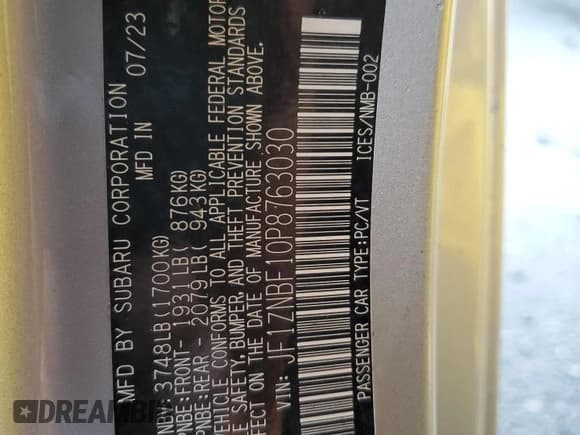 MFD BY SUBARU CORPORATION 07/23
MFD IN
3748LB(1700KG)
FRONT- 1931LB( 876KG)
PNBE:REAR - 2079LB( 943KG)
VEHICLE CONFORMS TO ALL APPLICABLE FEDERAL MOTOR
SAFETY, BUMPER, AND THEFT PREVENTION STANDARDS
EFFECT ON THE DATE OF MANUFACTURE SHOWN ABOVE.
VIN: JF1ZNBF10P8763030
PASSENGER CAR TYPE:PC/VT ICES/NMB-002
DREAMBI